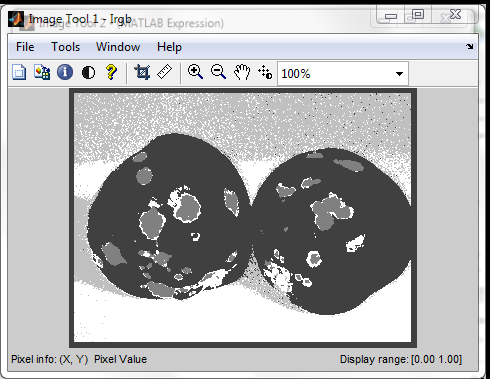 Image Tool 1 - Irgb
Image Tool 2 - (MATLAB Expression)
File Tools Window Help
100%
Pixel info: (X, Y) Pixel Value
Display range: [0.00 1.00]